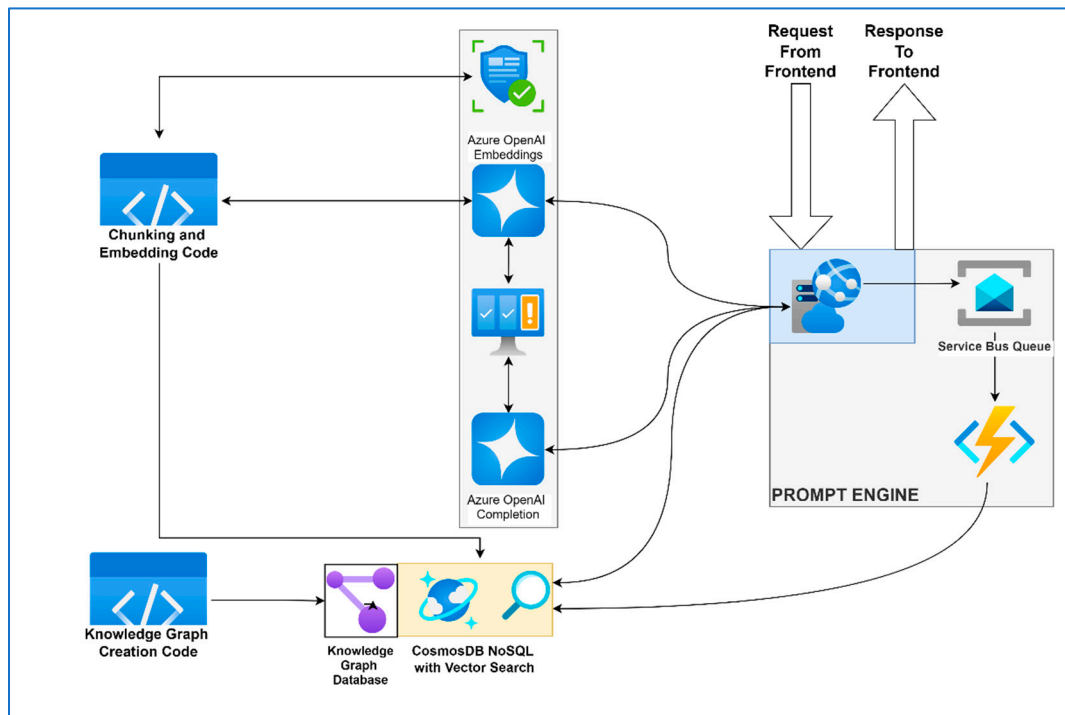 Request
From
Frontend
Response
To
Frontend
Azure OpenAI
Embeddings
Chunking and
Embedding Code
Service Bus Queue
PROMPT ENGINE
Azure OpenAI
Completion
Knowledge Graph
Creation Code
Knowledge
Graph
Database
CosmosDB NoSQL
with Vector Search